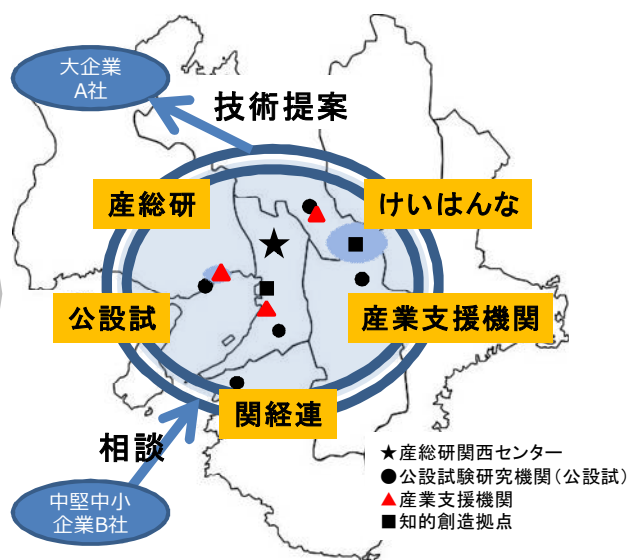 大企業
A社
技術提案
産総研
けいはんな
公設試
産業支援機関
関経連
相談
中堅中小
企業B社
★産総研関西センター
●公設試験研究機関(公設試)
▲産業支援機関
■知的創造拠点